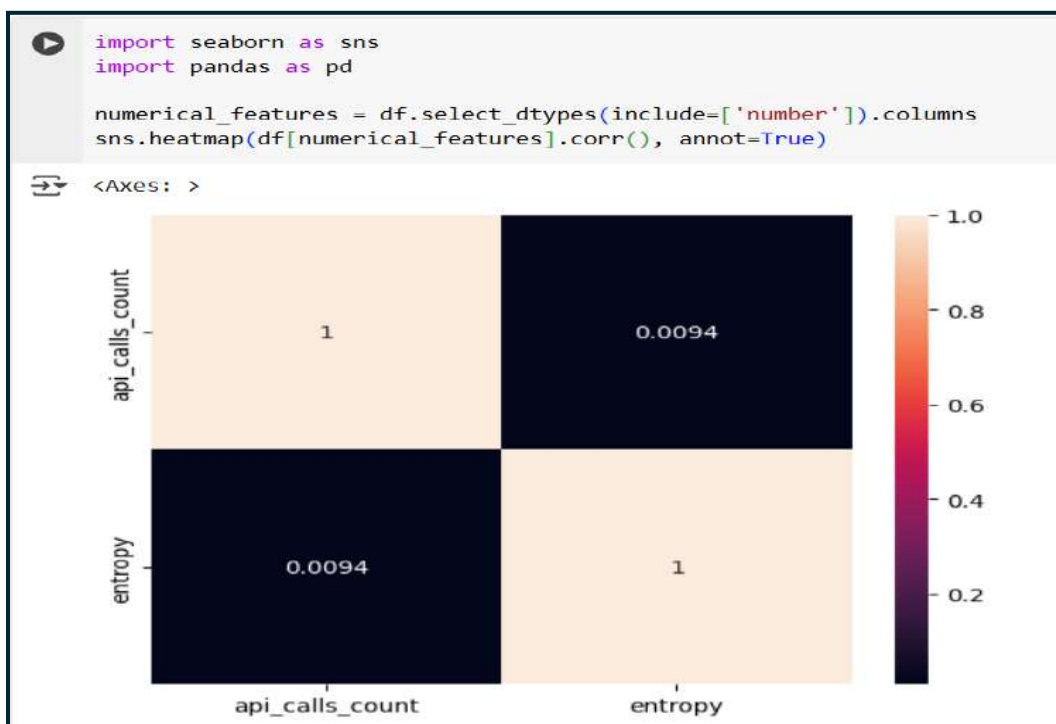 import seaborn as sns
import pandas as pd
numerical_features = df.select_dtypes(include=['number']).columns
sns.heatmap(df[numerical_features].corr(), annot=True)
<Axes: >
1.0
api_calls_count
1
0.0094
0.8
0.6
0.4
entropy
0.0094
1
0.2
api_calls_count
entropy